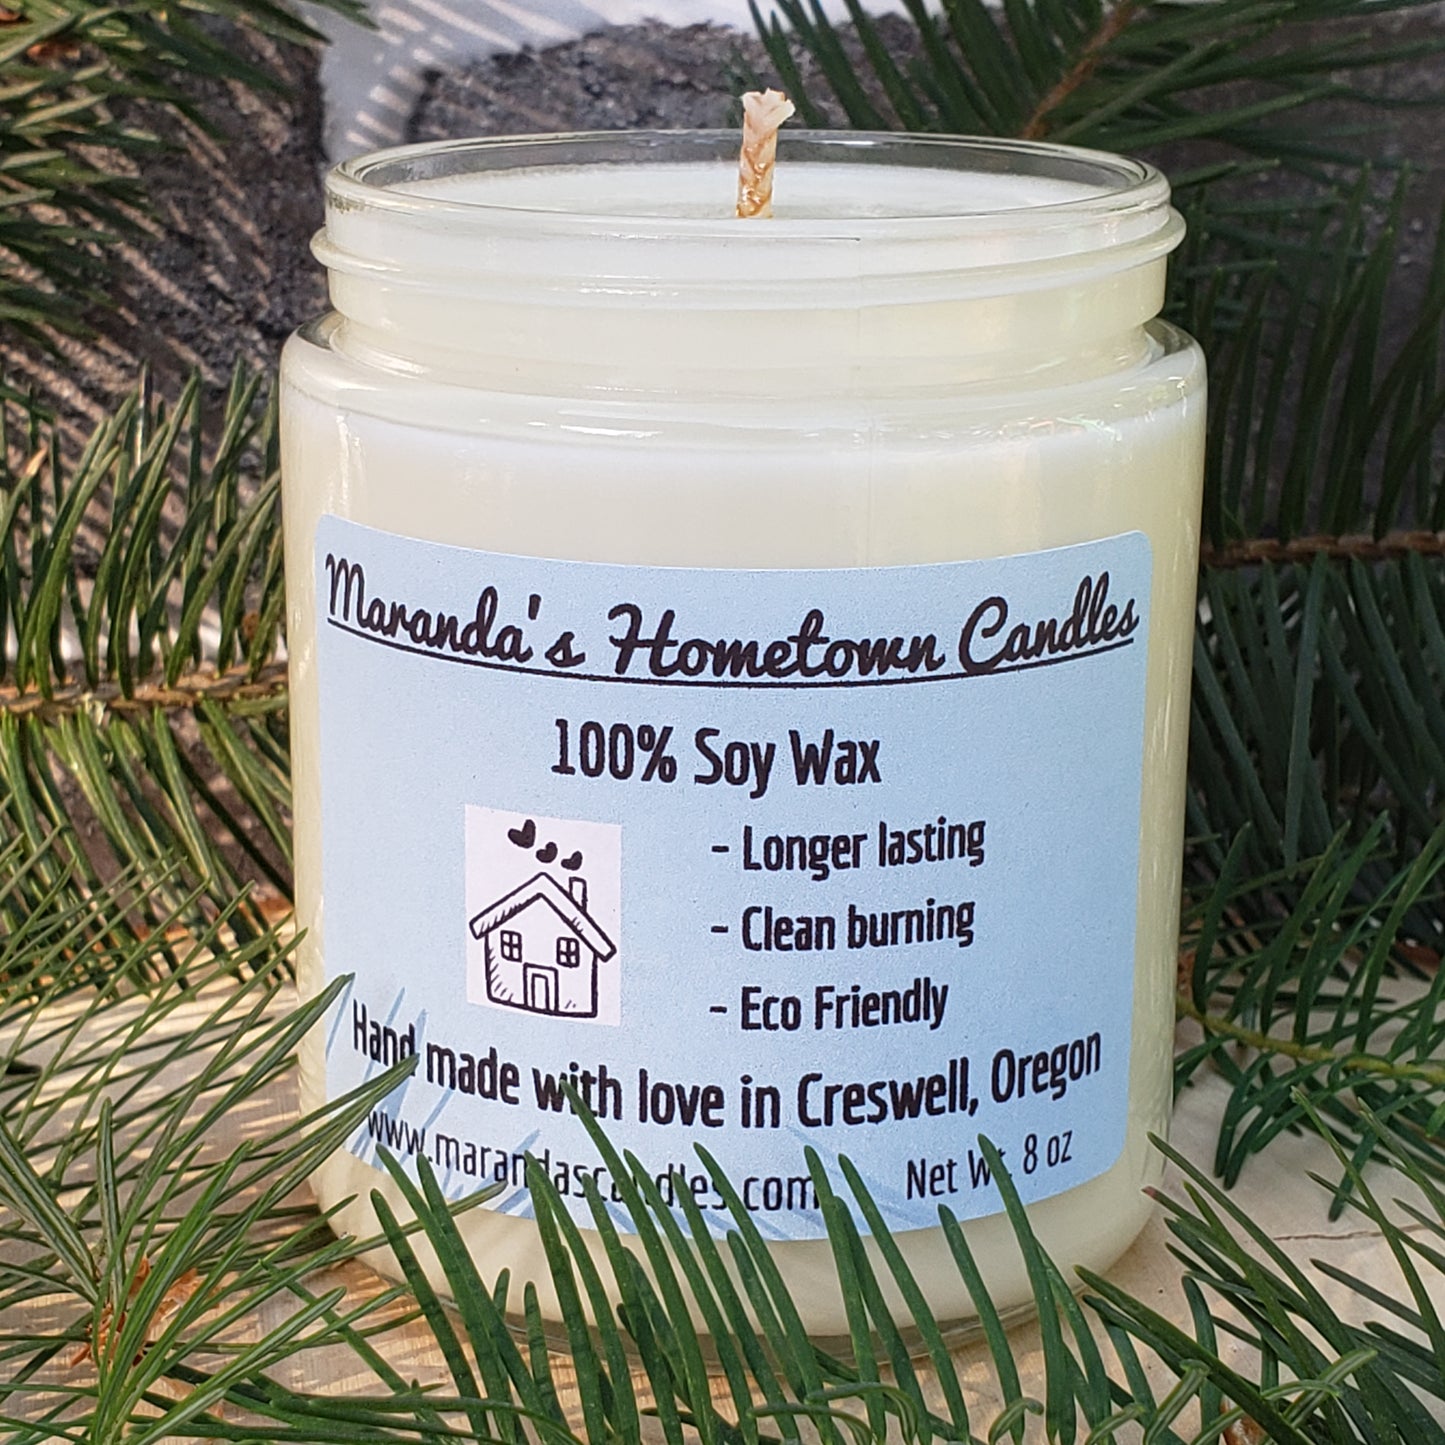 Maranda's Hometown Candles
100% Soy Wax
- Longer lasting
- Clean burning
- Eco Friendly
Hand made with love in Creswell, Oregon
www.marandascandles.com
Net Wt. 8 oz